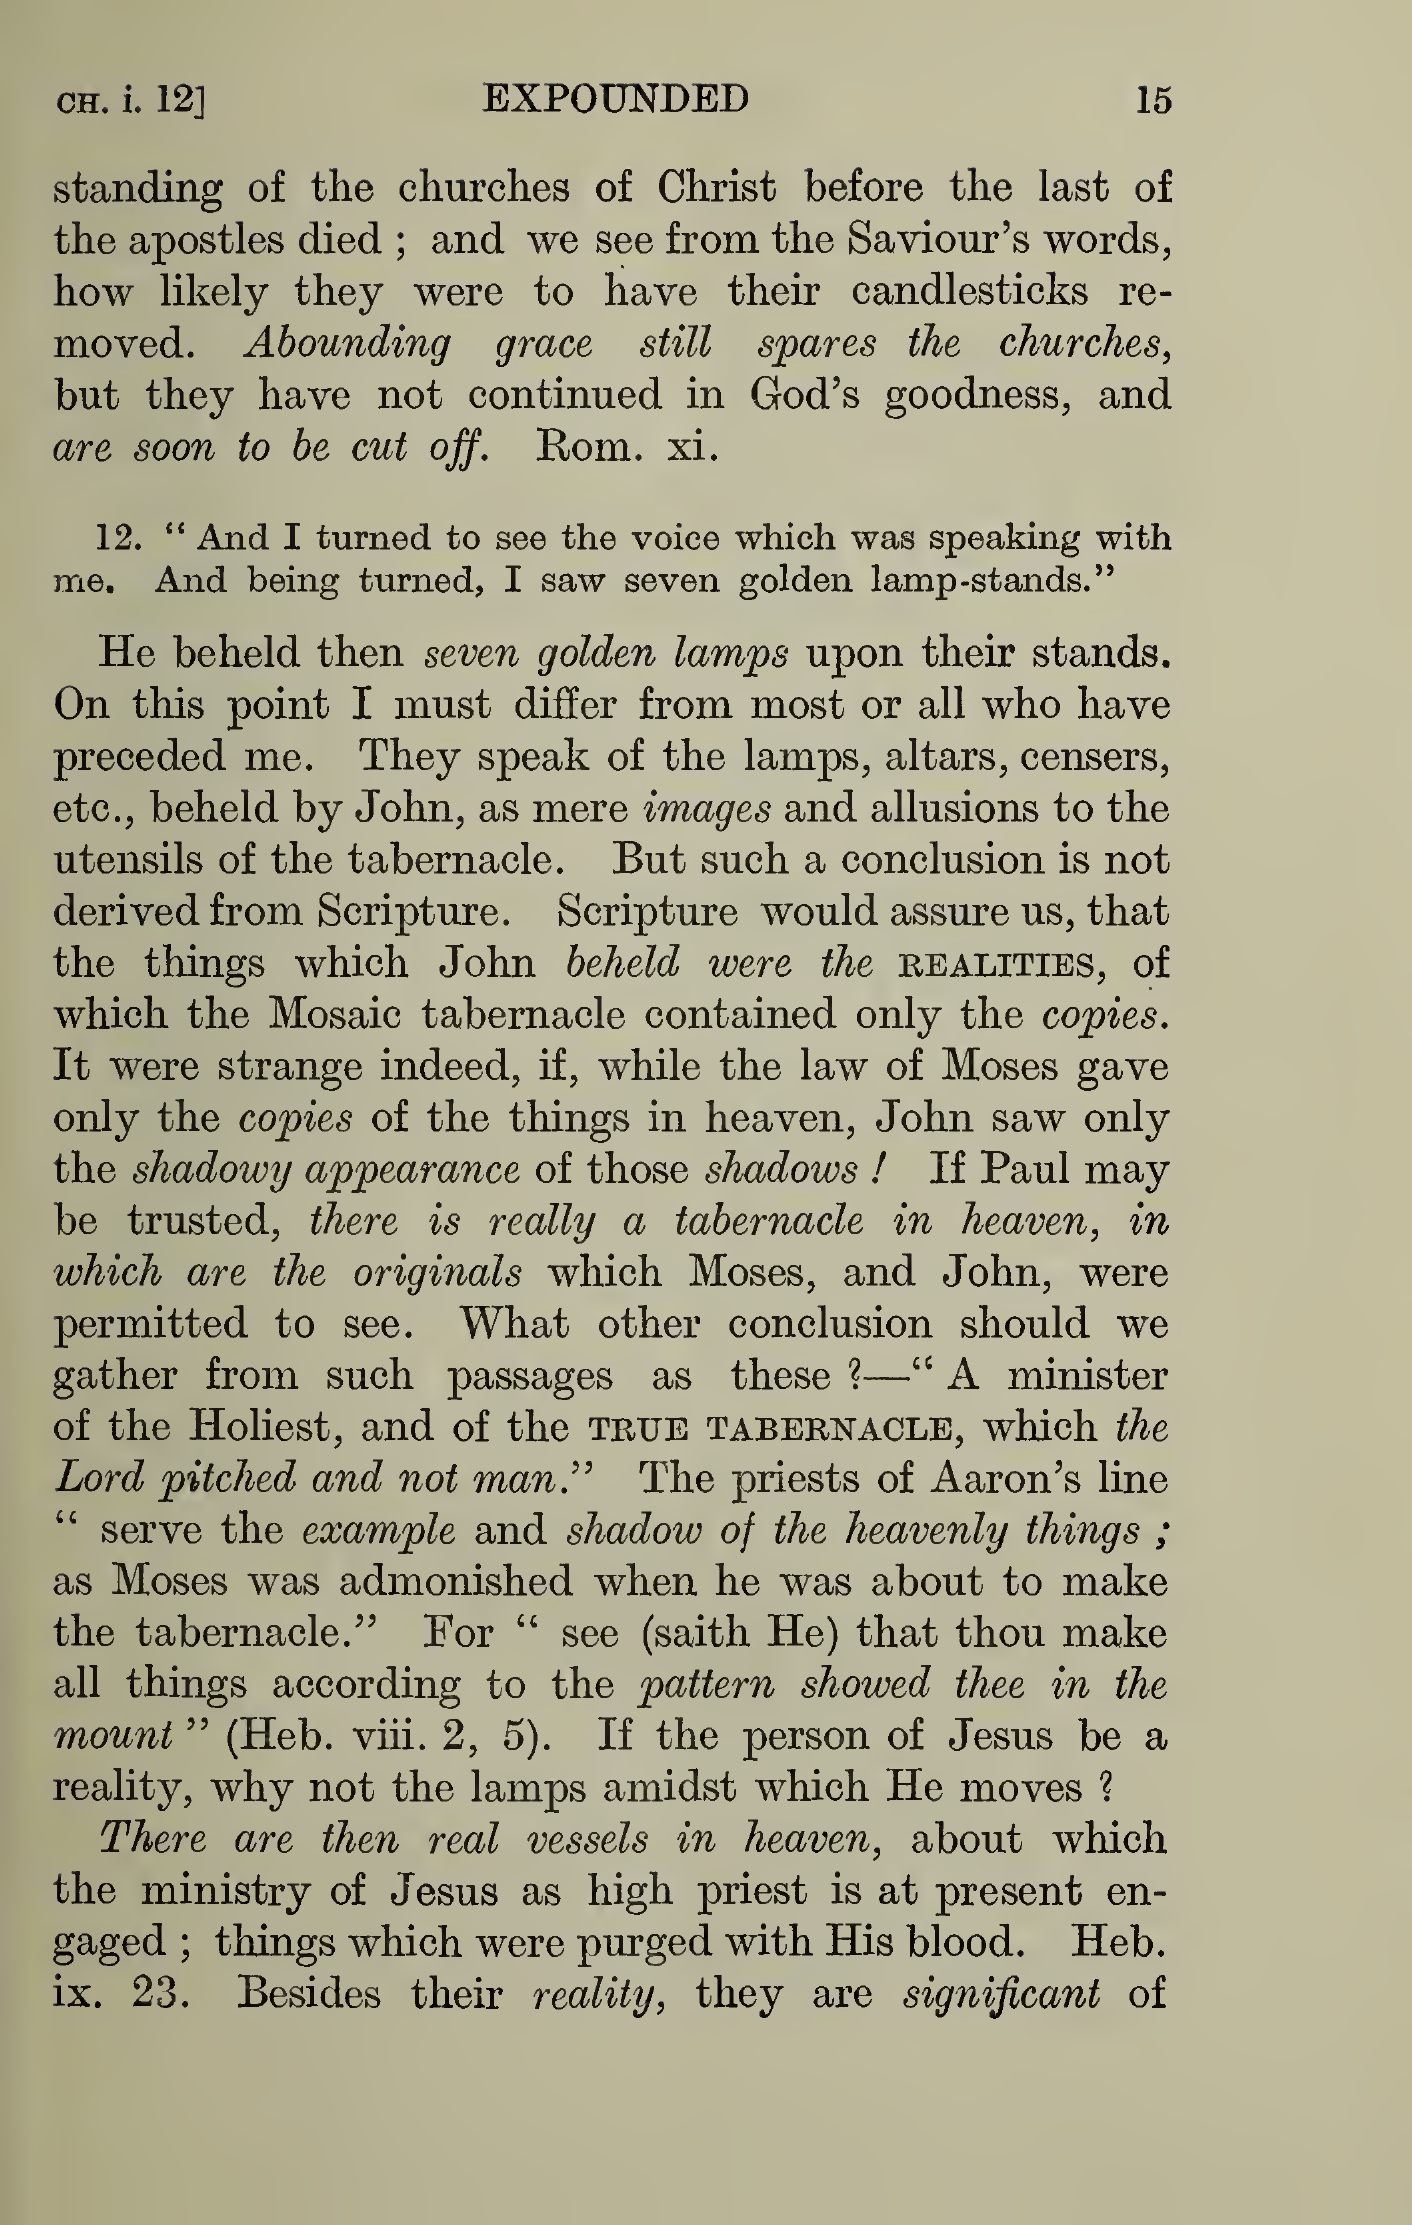 CH. i. 12] EXPOUNDED 15
standing of the churches of Christ before the last of
the apostles died ; and we see from the Saviour's words,
how likely they were to have their candlesticks re-
moved. Abounding grace still spares the churches,
but they have not continued in God's goodness, and
are soon to be cut off. Rom. xi.
12. “ And I turned to see the voice which was speaking with
me. And being turned, I saw seven golden lamp-stands.”
He beheld then seven golden lamps upon their stands.
On this point I must differ from most or all who have
preceded me. They speak of the lamps, altars, censers,
etc., beheld by John, as mere images and allusions to the
utensils of the tabernacle. But such a conclusion is not
derived from Scripture. Scripture would assure us, that
the things which John beheld were the REALITIES, of
which the Mosaic tabernacle contained only the copies.
It were strange indeed, if, while the law of Moses gave
only the copies of the things in heaven, John saw only
the shadowy appearance of those shadows ! If Paul may
be trusted, there is really a tabernacle in heaven, in
which are the originals which Moses, and John, were
permitted to see. What other conclusion should we
gather from such passages as these ?—“ A minister
of the Holiest, and of the TRUE TABERNACLE, which the
Lord pitched and not man.” The priests of Aaron's line
“ serve the example and shadow of the heavenly things ;
as Moses was admonished when he was about to make
the tabernacle.” For “ see (saith He) that thou make
all things according to the pattern showed thee in the
mount ” (Heb. viii. 2, 5). If the person of Jesus be a
reality, why not the lamps amidst which He moves ?
There are then real vessels in heaven, about which
the ministry of Jesus as high priest is at present en-
gaged ; things which were purged with His blood. Heb.
ix. 23. Besides their reality, they are significant of